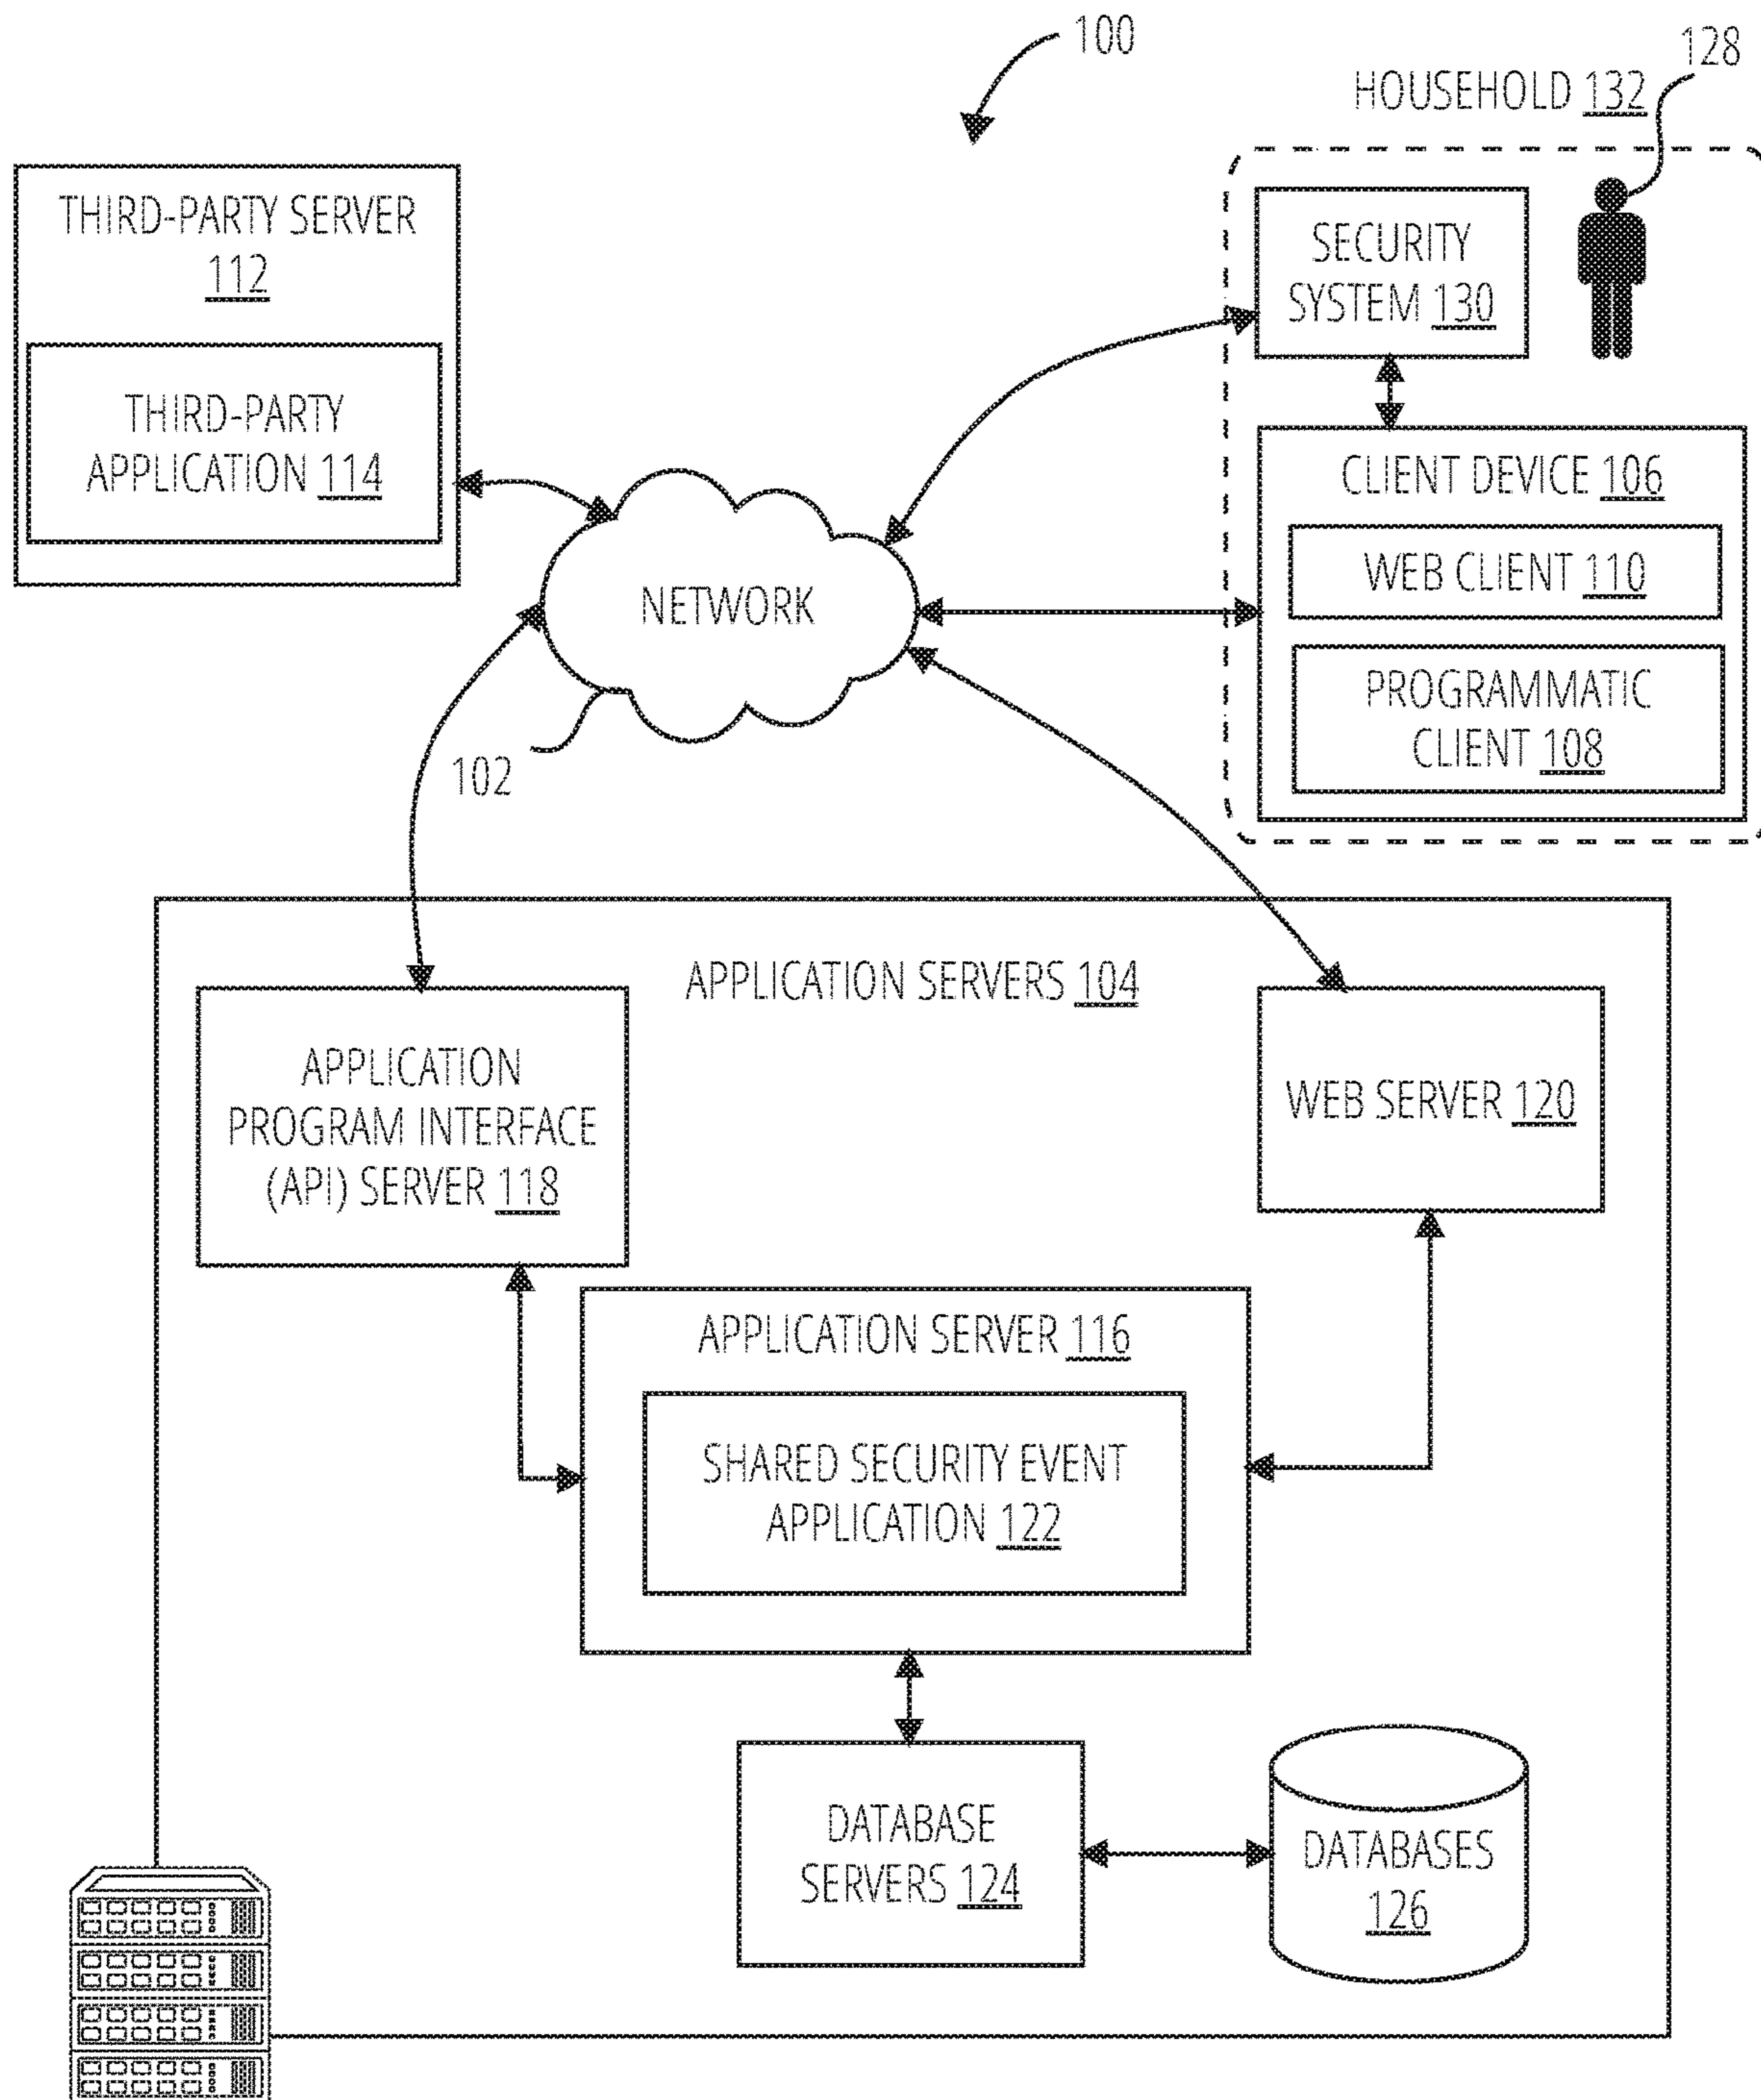 100
128
HOUSEHOLD 132
THIRD-PARTY SERVER
112
THIRD-PARTY
APPLICATION 114
SECURITY
SYSTEM 130
CLIENT DEVICE 106
WEB CLIENT 110
PROGRAMMATIC
CLIENT 108
NETWORK
102
APPLICATION SERVERS 104
APPLICATION
PROGRAM INTERFACE
(API) SERVER 118
WEB SERVER 120
APPLICATION SERVER 116
SHARED SECURITY EVENT
APPLICATION 122
DATABASE
SERVERS 124
DATABASES
126